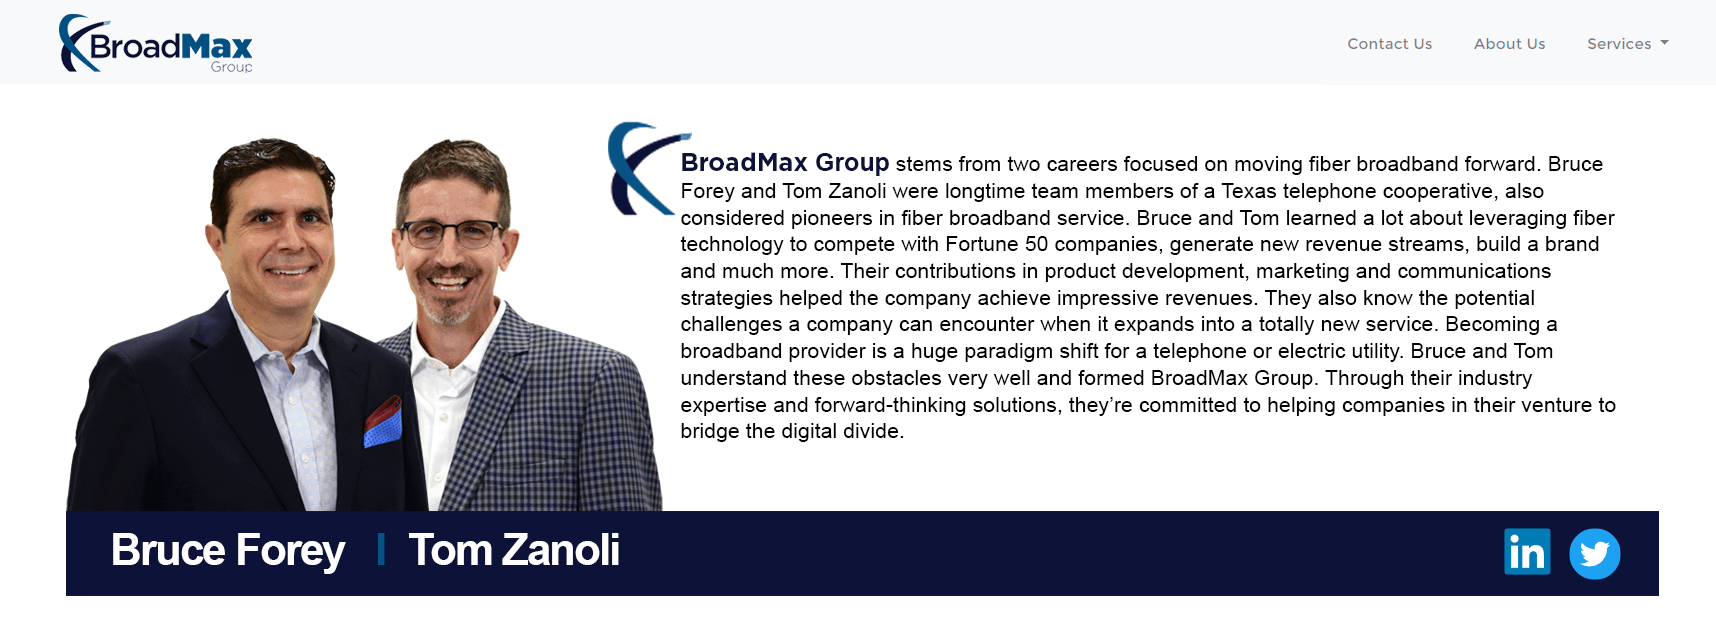 BroadMax
Group
Contact Us
About Us
Services
BroadMax Group stems from two careers focused on moving fiber broadband forward. Bruce
Forey and Tom Zanoli were longtime team members of a Texas telephone cooperative, also
considered pioneers in fiber broadband service. Bruce and Tom learned a lot about leveraging fiber
technology to compete with Fortune 50 companies, generate new revenue streams, build a brand
and much more. Their contributions in product development, marketing and communications
strategies helped the company achieve impressive revenues. They also know the potential
challenges a company can encounter when it expands into a totally new service. Becoming a
broadband provider is a huge paradigm shift for a telephone or electric utility. Bruce and Tom
understand these obstacles very well and formed BroadMax Group. Through their industry
expertise and forward-thinking solutions, they’re committed to helping companies in their venture to
bridge the digital divide.
Bruce Forey | Tom Zanoli
in